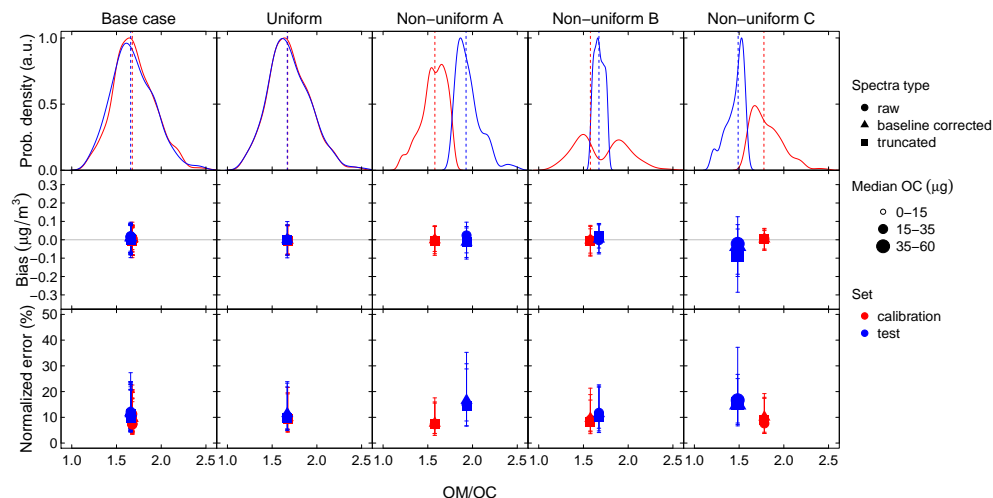 Base case Uniform Non−uniform A Non−uniform B Non−uniform C
Prob. density (a.u.)
1.0
0.5
0.0
Bias (μg/m³)
0.3
0.2
0.1
0.0
−0.1
−0.2
−0.3
Normalized error (%)
50
40
30
20
10
0
1.0 1.5 2.0 2.5 1.0 1.5 2.0 2.5 1.0 1.5 2.0 2.5 1.0 1.5 2.0 2.5 1.0 1.5 2.0 2.5
OM/OC
Spectra type
raw
baseline corrected
truncated
Median OC (μg)
0−15
15−35
35−60
Set
calibration
test